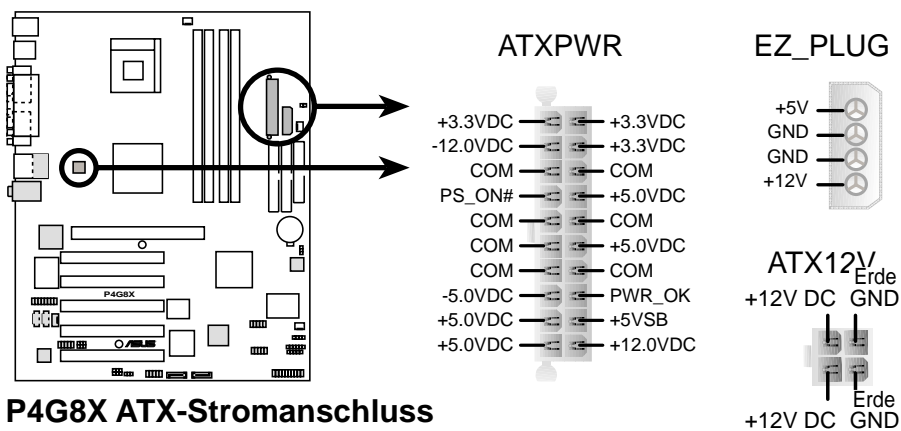 ATXPWR
EZ_PLUG
+3.3VDC +3.3VDC
-12.0VDC +3.3VDC
COM COM
PS_ON# +5.0VDC
COM COM
COM +5.0VDC
COM COM
-5.0VDC PWR_OK
+5.0VDC +5VSB
+5.0VDC +12.0VDC
+5V
GND
GND
+12V
ATX12V
Erde
+12V DC GND
Erde
+12V DC GND
P4G8X
ASUS
P4G8X ATX-Stromanschluss